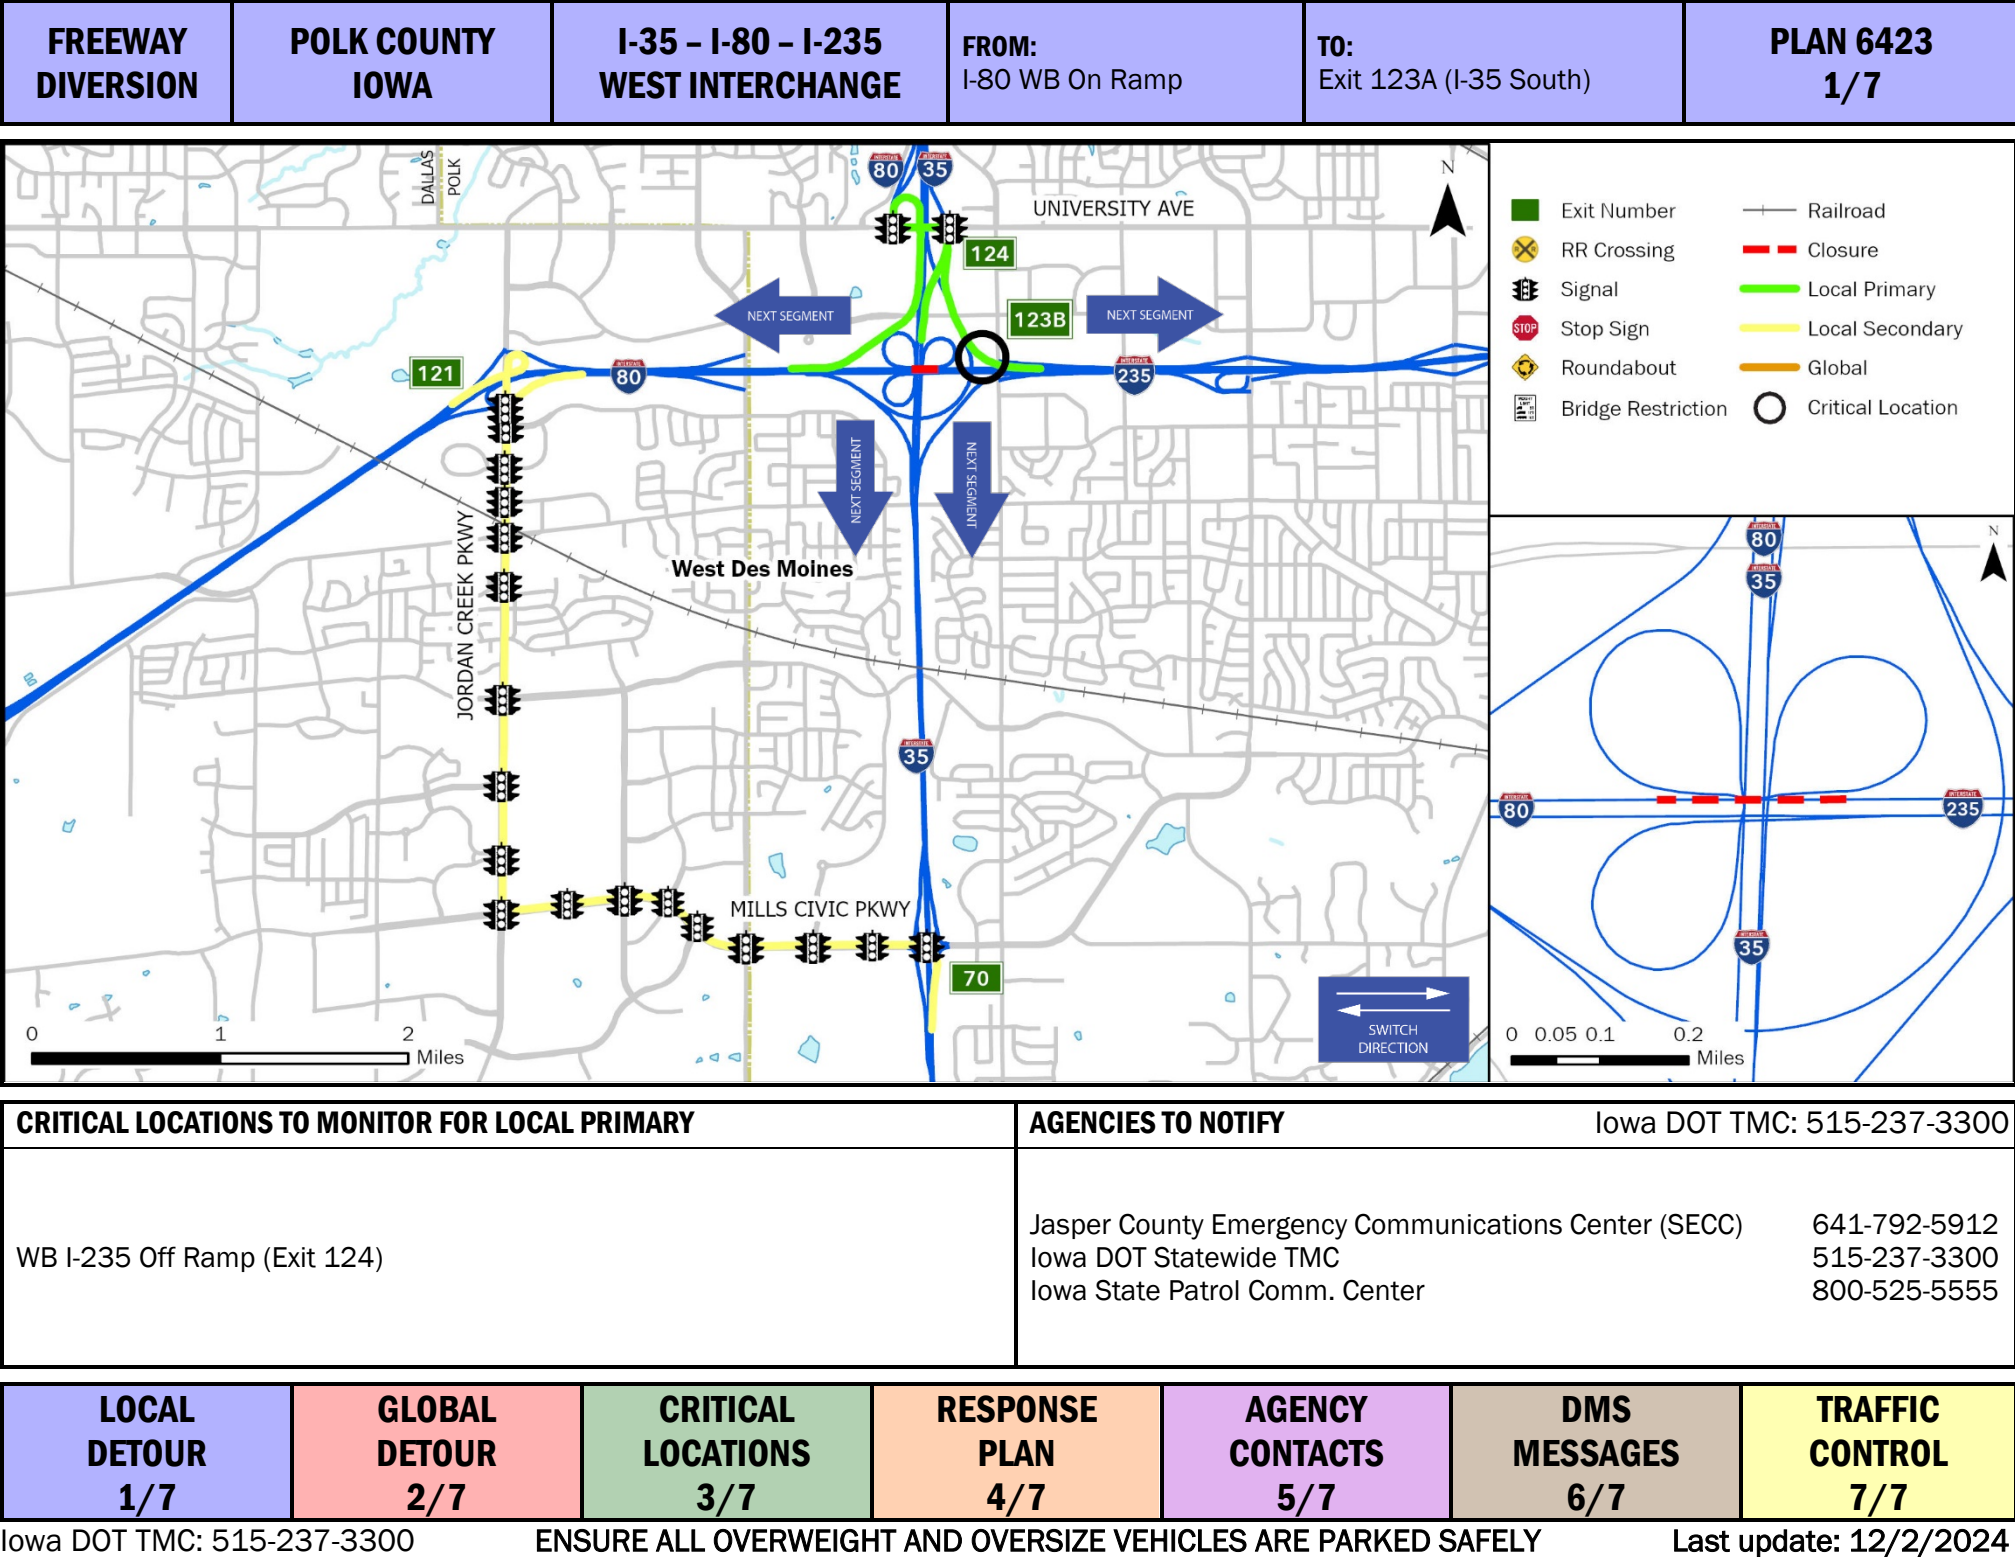 FREEWAY
DIVERSION
POLK COUNTY
IOWA
I-35 – I-80 – I-235
WEST INTERCHANGE
FROM:
I-80 WB On Ramp
TO:
Exit 123A (I-35 South)
PLAN 6423
1/7
DALLAS
POLK
80
35
N
UNIVERSITY AVE
124
NEXT SEGMENT
123B
NEXT SEGMENT
121
80
235
NEXT SEGMENT
NEXT SEGMENT
JORDAN CREEK PKWY
West Des Moines
35
MILLS CIVIC PKWY
70
0 1 2
Miles
SWITCH
DIRECTION
Exit Number
Railroad
RR Crossing
Closure
Signal
Local Primary
STOP
Stop Sign
Local Secondary
Roundabout
Global
Bridge Restriction
Critical Location
80
N
35
80
235
35
0 0.05 0.1 0.2
Miles
CRITICAL LOCATIONS TO MONITOR FOR LOCAL PRIMARY
WB I-235 Off Ramp (Exit 124)
AGENCIES TO NOTIFY
Iowa DOT TMC: 515-237-3300
Jasper County Emergency Communications Center (SECC) 641-792-5912
Iowa DOT Statewide TMC 515-237-3300
Iowa State Patrol Comm. Center 800-525-5555
LOCAL
DETOUR
1/7
GLOBAL
DETOUR
2/7
CRITICAL
LOCATIONS
3/7
RESPONSE
PLAN
4/7
AGENCY
CONTACTS
5/7
DMS
MESSAGES
6/7
TRAFFIC
CONTROL
7/7
Iowa DOT TMC: 515-237-3300
ENSURE ALL OVERWEIGHT AND OVERSIZE VEHICLES ARE PARKED SAFELY
Last update: 12/2/2024